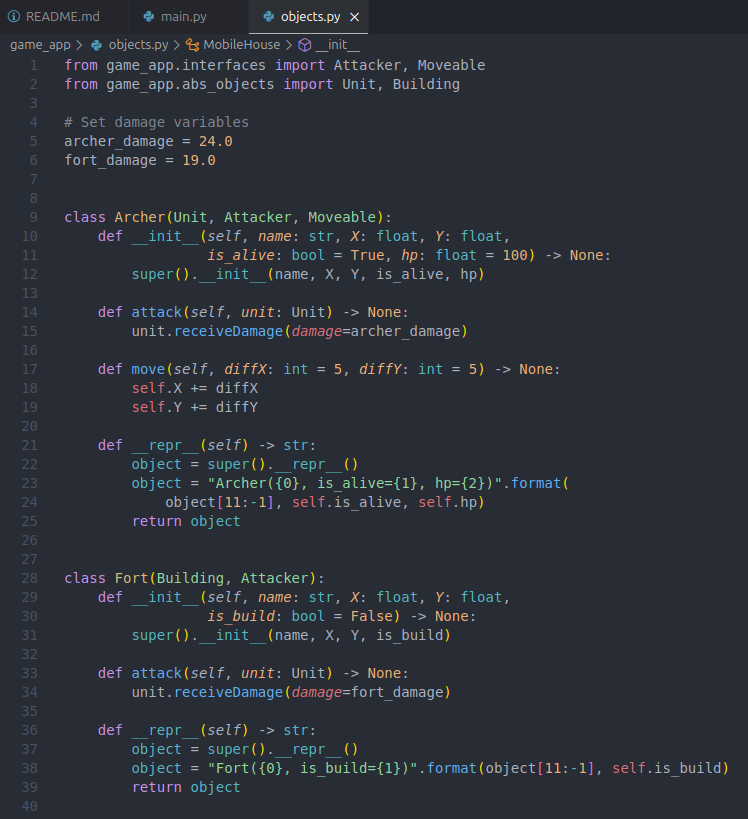 README.md main.py objects.py
game_app > objects.py > MobileHouse > __init__
1 from game_app.interfaces import Attacker, Moveable
2 from game_app.abs_objects import Unit, Building
3
4 # Set damage variables
5 archer_damage = 24.0
6 fort_damage = 19.0
7
8
9 class Archer(Unit, Attacker, Moveable):
10     def __init__(self, name: str, X: float, Y: float,
11                  is_alive: bool = True, hp: float = 100) -> None:
12         super().__init__(name, X, Y, is_alive, hp)
13
14     def attack(self, unit: Unit) -> None:
15         unit.receiveDamage(damage=archer_damage)
16
17     def move(self, diffX: int = 5, diffY: int = 5) -> None:
18         self.X += diffX
19         self.Y += diffY
20
21     def __repr__(self) -> str:
22         object = super().__repr__()
23         object = "Archer({0}, is_alive={1}, hp={2})".format(
24             object[11:-1], self.is_alive, self.hp)
25         return object
26
27
28 class Fort(Building, Attacker):
29     def __init__(self, name: str, X: float, Y: float,
30                  is_build: bool = False) -> None:
31         super().__init__(name, X, Y, is_build)
32
33     def attack(self, unit: Unit) -> None:
34         unit.receiveDamage(damage=fort_damage)
35
36     def __repr__(self) -> str:
37         object = super().__repr__()
38         object = "Fort({0}, is_build={1})".format(object[11:-1], self.is_build)
39         return object
40